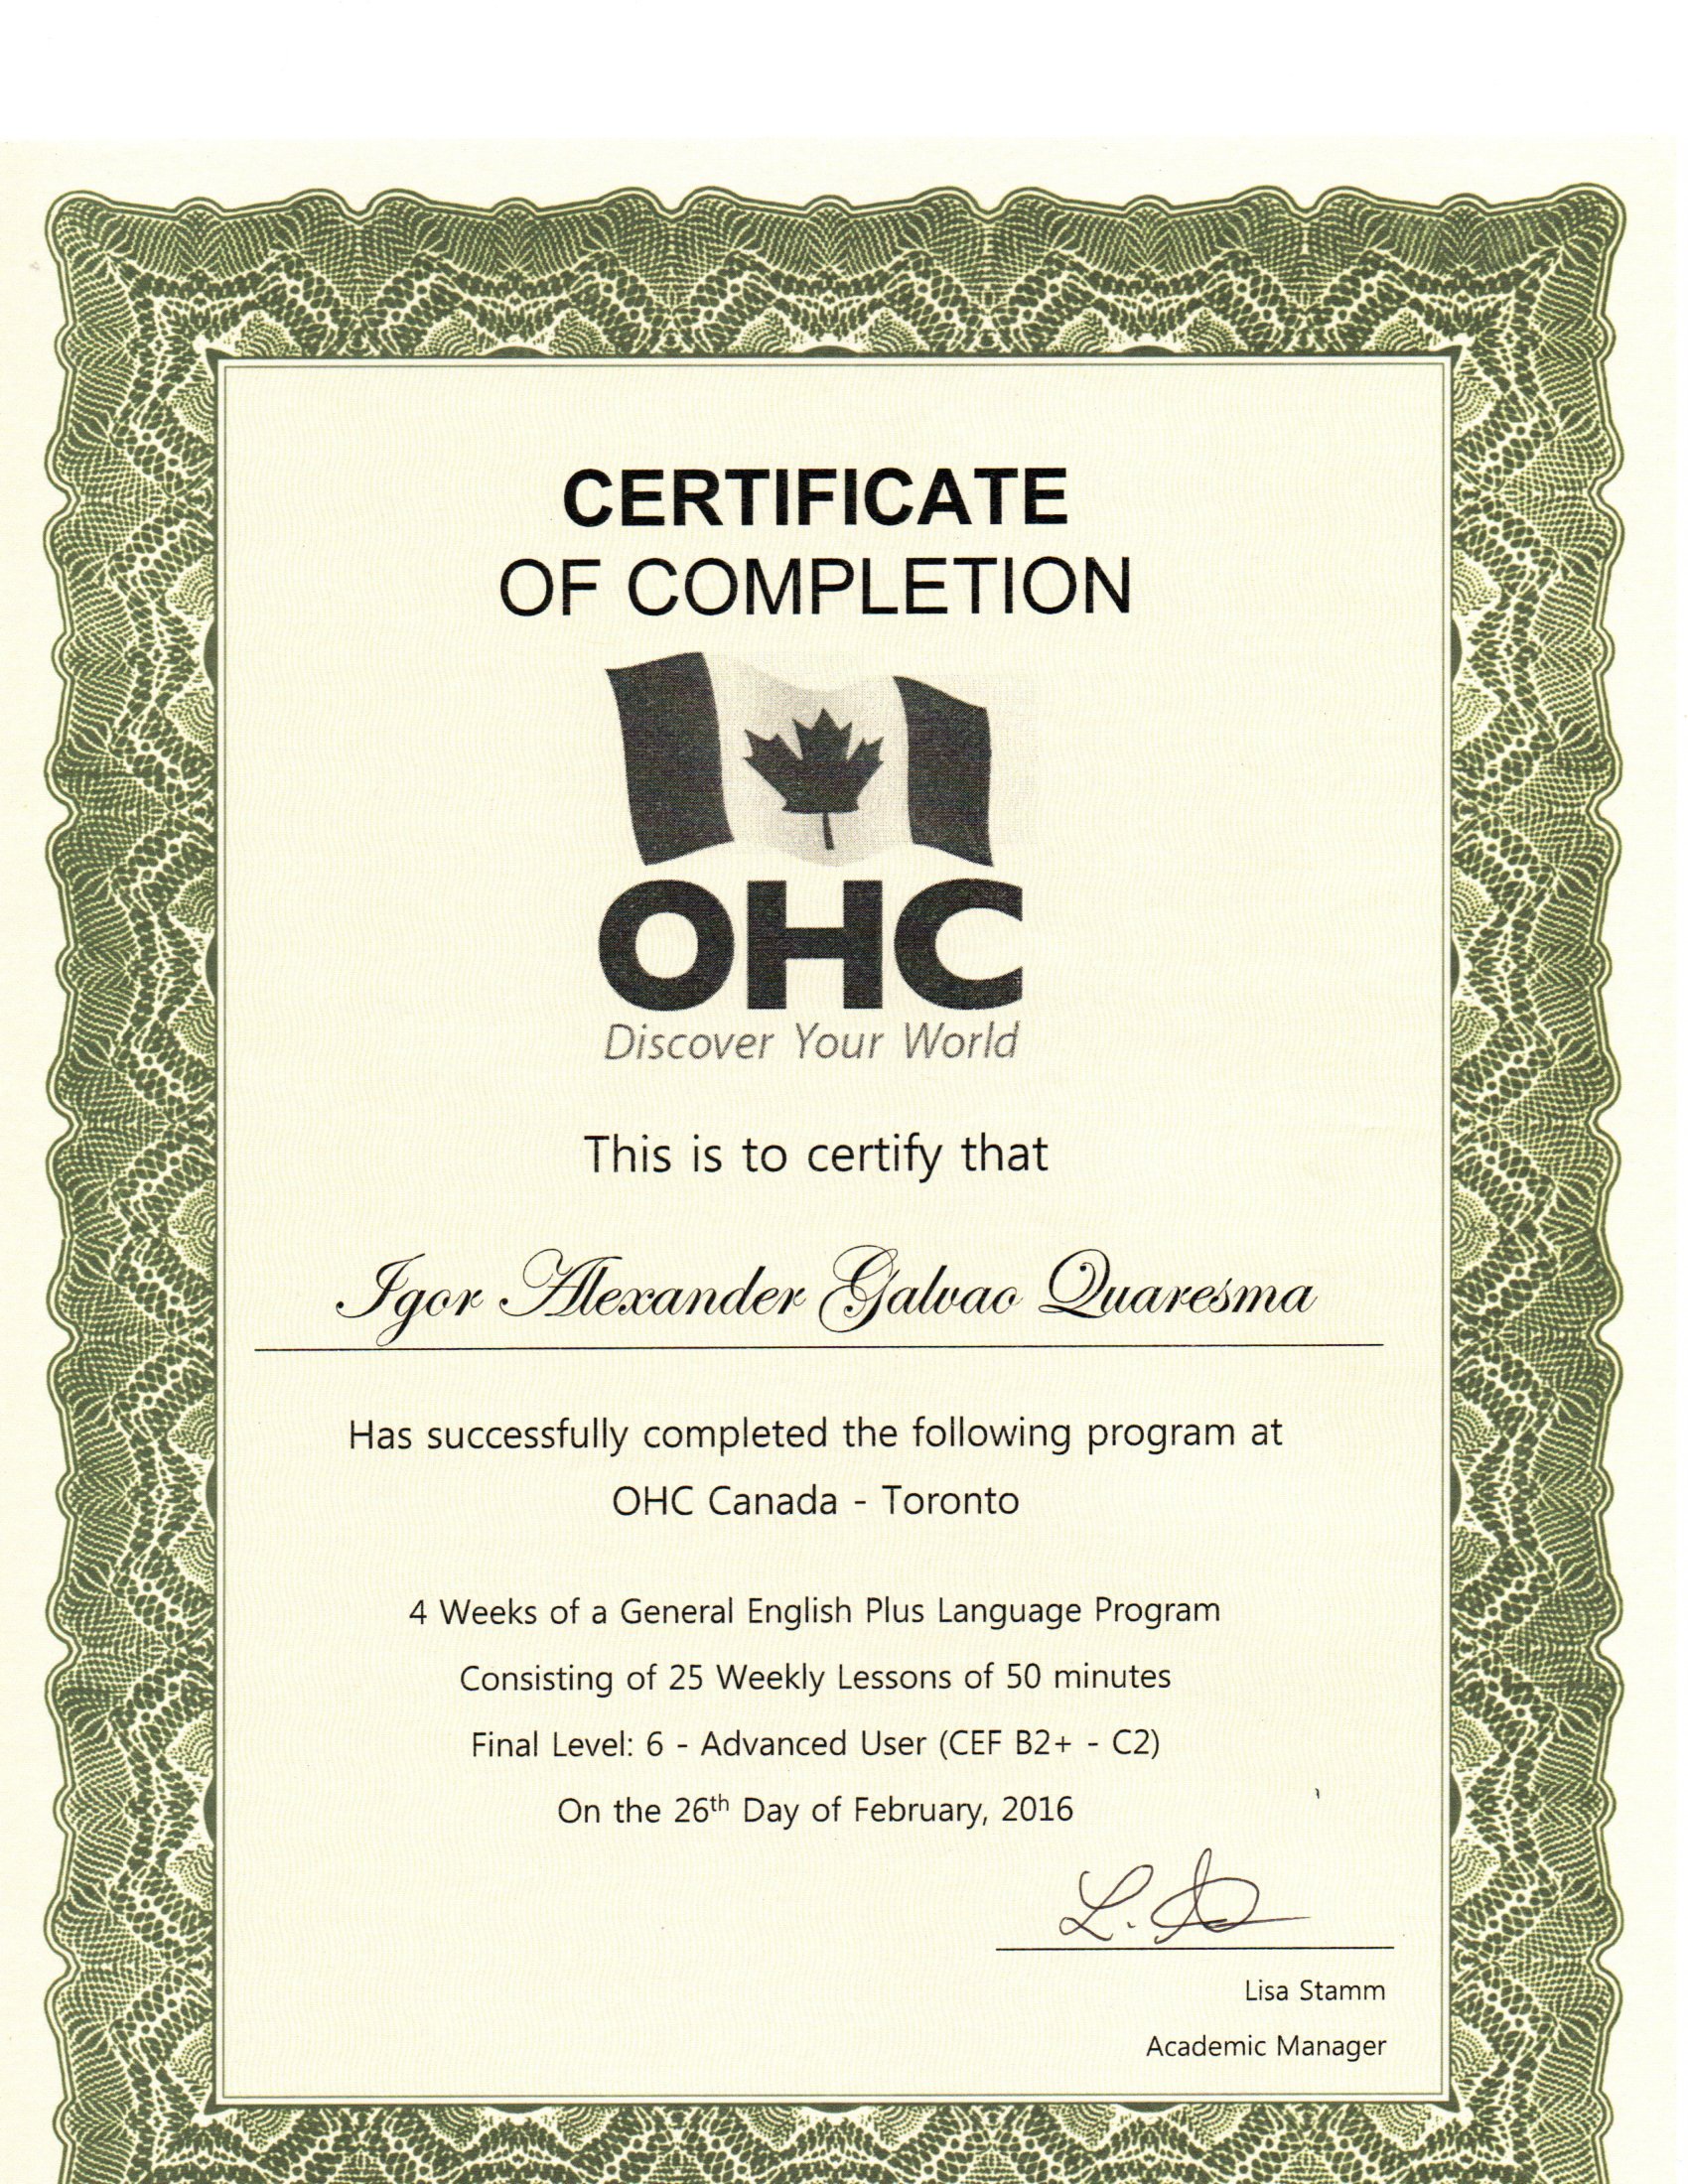 CERTIFICATE
OF COMPLETION
OHC
Discover Your World
This is to certify that
Igor Alexander Galvao Quaresma
Has successfully completed the following program at
OHC Canada - Toronto
4 Weeks of a General English Plus Language Program
Consisting of 25 Weekly Lessons of 50 minutes
Final Level: 6 - Advanced User (CEF B2+ - C2)
On the 26th Day of February, 2016
Lisa Stamm
Academic Manager